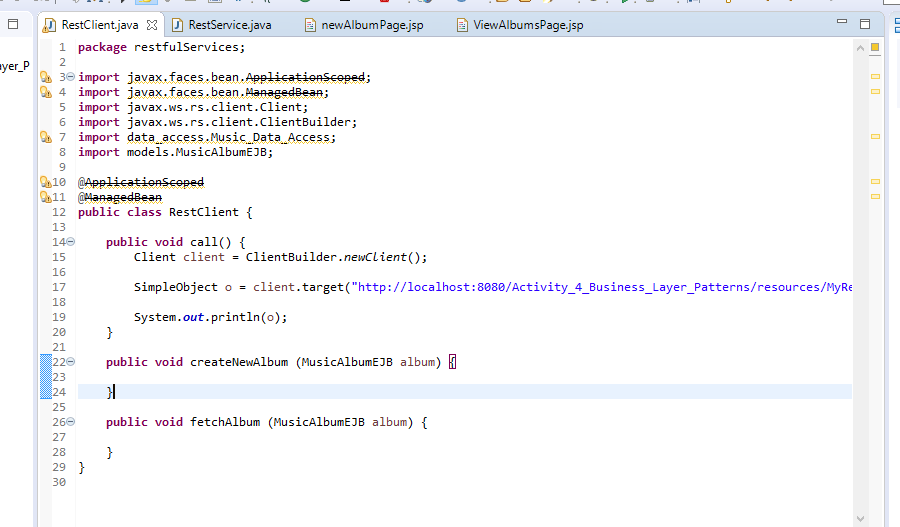 ayer_P
RestClient.java RestService.java newAlbumPage.jsp ViewAlbumsPage.jsp
1 package restfulServices;
2
3 import javax.faces.bean.ApplicationScoped;
4 import javax.faces.bean.ManagedBean;
5 import javax.ws.rs.client.Client;
6 import javax.ws.rs.client.ClientBuilder;
7 import data_access.Music_Data_Access;
8 import models.MusicAlbumEJB;
9
10 @ApplicationScoped
11 @ManagedBean
12 public class RestClient {
13
14 public void call() {
15 Client client = ClientBuilder.newClient();
16
17 SimpleObject o = client.target("http://localhost:8080/Activity_4_Business_Layer_Patterns/resources/MyRe
18
19 System.out.println(o);
20 }
21
22 public void createNewAlbum (MusicAlbumEJB album) {
23
24 }
25
26 public void fetchAlbum (MusicAlbumEJB album) {
27
28 }
29 }
30